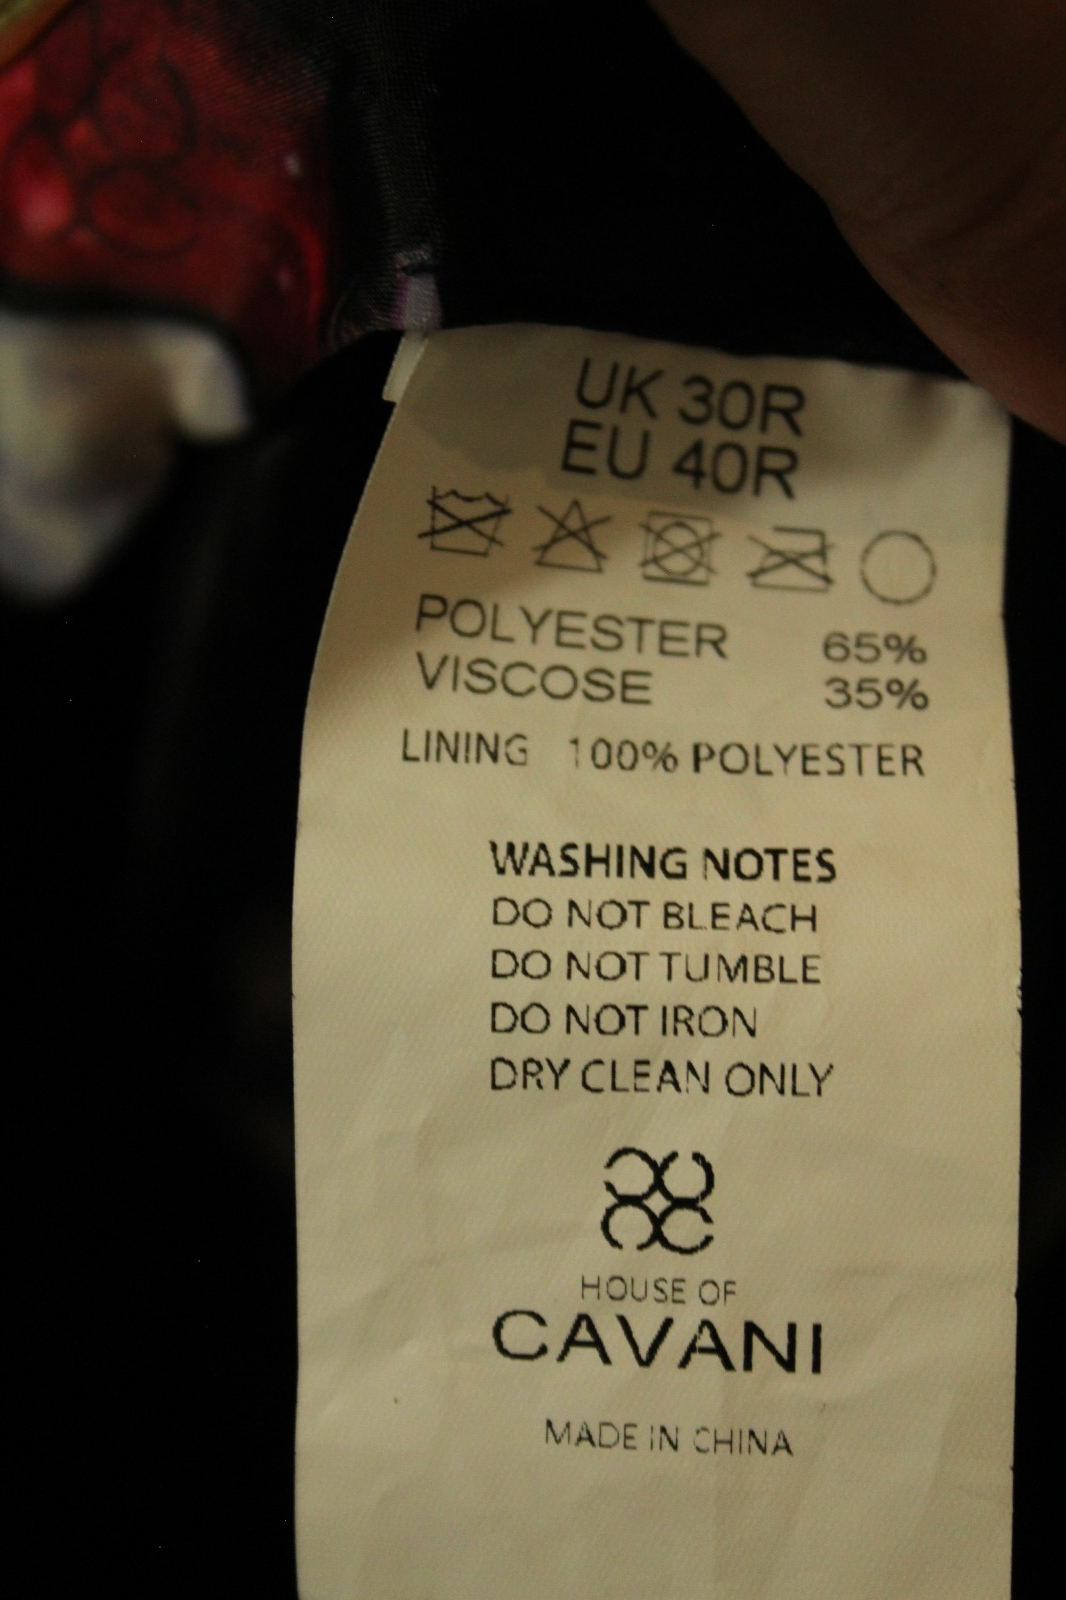 UK 30R
EU 40R
POLYESTER 65%
VISCOSE 35%
LINING 100% POLYESTER
WASHING NOTES
DO NOT BLEACH
DO NOT TUMBLE
DO NOT IRON
DRY CLEAN ONLY
HOUSE OF
CAVANI
MADE IN CHINA